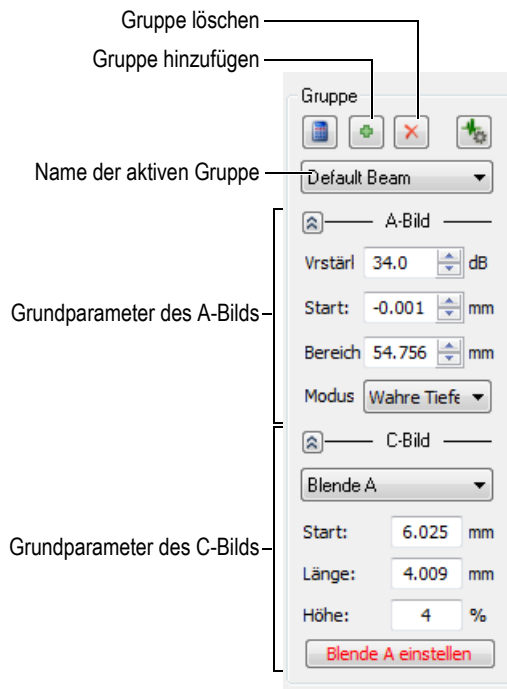 Gruppe löschen
Gruppe hinzufügen
Gruppe
Name der aktiven Gruppe
Default Beam
A-Bild
Vrstärl 34.0 dB
Grundparameter des A-Bilds
Start: -0.001 mm
Bereich 54.756 mm
Modus Wahre Tiefe
C-Bild
Blende A
Start: 6.025 mm
Grundparameter des C-Bilds
Länge: 4.009 mm
Höhe: 4 %
Blende A einstellen